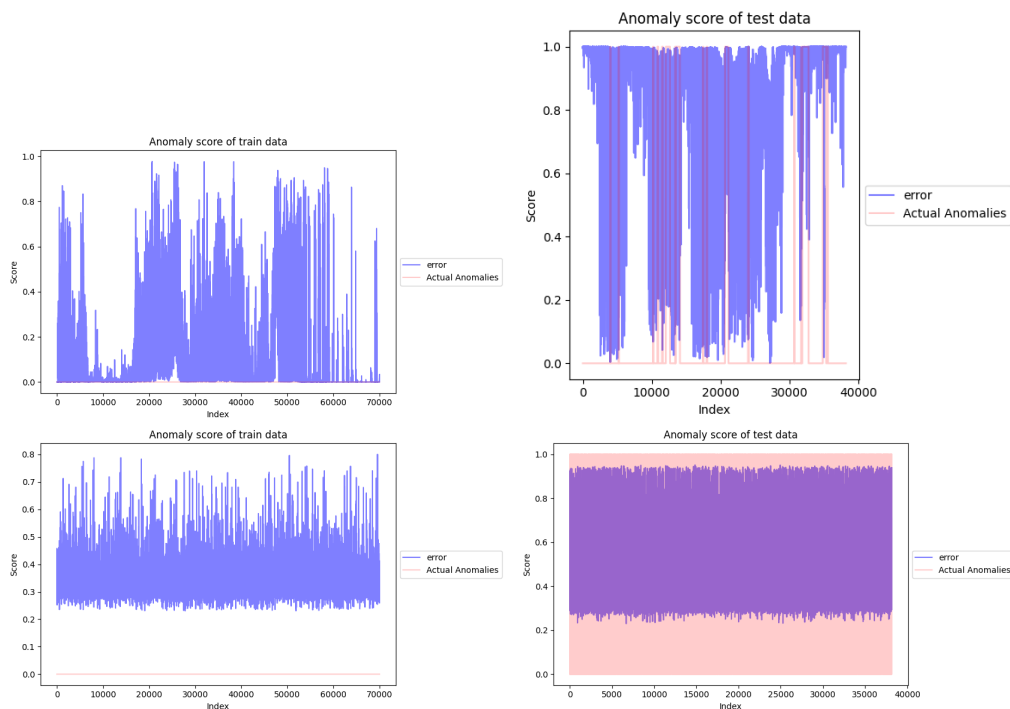 Anomaly score of test data
1.0
0.8
0.6
0.4
0.2
0.0
Score
0
10000
20000
30000
40000
Index
error
Actual Anomalies
Anomaly score of train data
1.0
0.8
0.6
0.4
0.2
0.0
Score
0
10000
20000
30000
40000
50000
60000
70000
Index
error
Actual Anomalies
Anomaly score of train data
0.8
0.7
0.6
0.5
0.4
0.3
0.2
0.1
0.0
Score
0
10000
20000
30000
40000
50000
60000
70000
Index
error
Actual Anomalies
Anomaly score of test data
1.0
0.8
0.6
0.4
0.2
0.0
Score
0
5000
10000
15000
20000
25000
30000
35000
40000
Index
error
Actual Anomalies